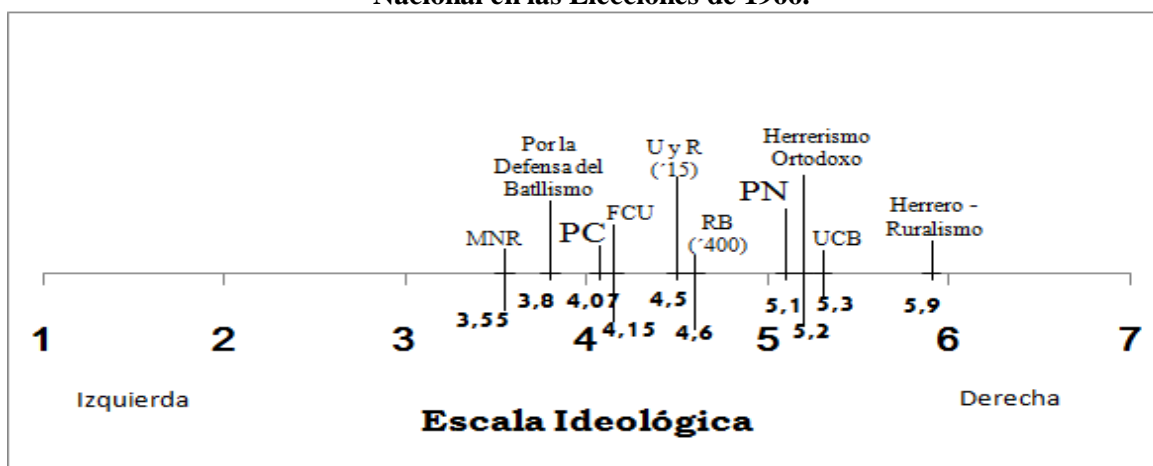 Nacional en las Elecciones de 1966.
Por la
Defensa del
Batllismo
U y R
(´15)
Herrerismo
Ortodoxo
MNR
PC
FCU
RB
(´400)
PN
UCB
Herrero -
Ruralismo
3,55
3,8
4,07
4,15
4,5
4,6
5,1
5,2
5,3
5,9
1
2
3
4
5
6
7
Izquierda
Derecha
Escala Ideológica